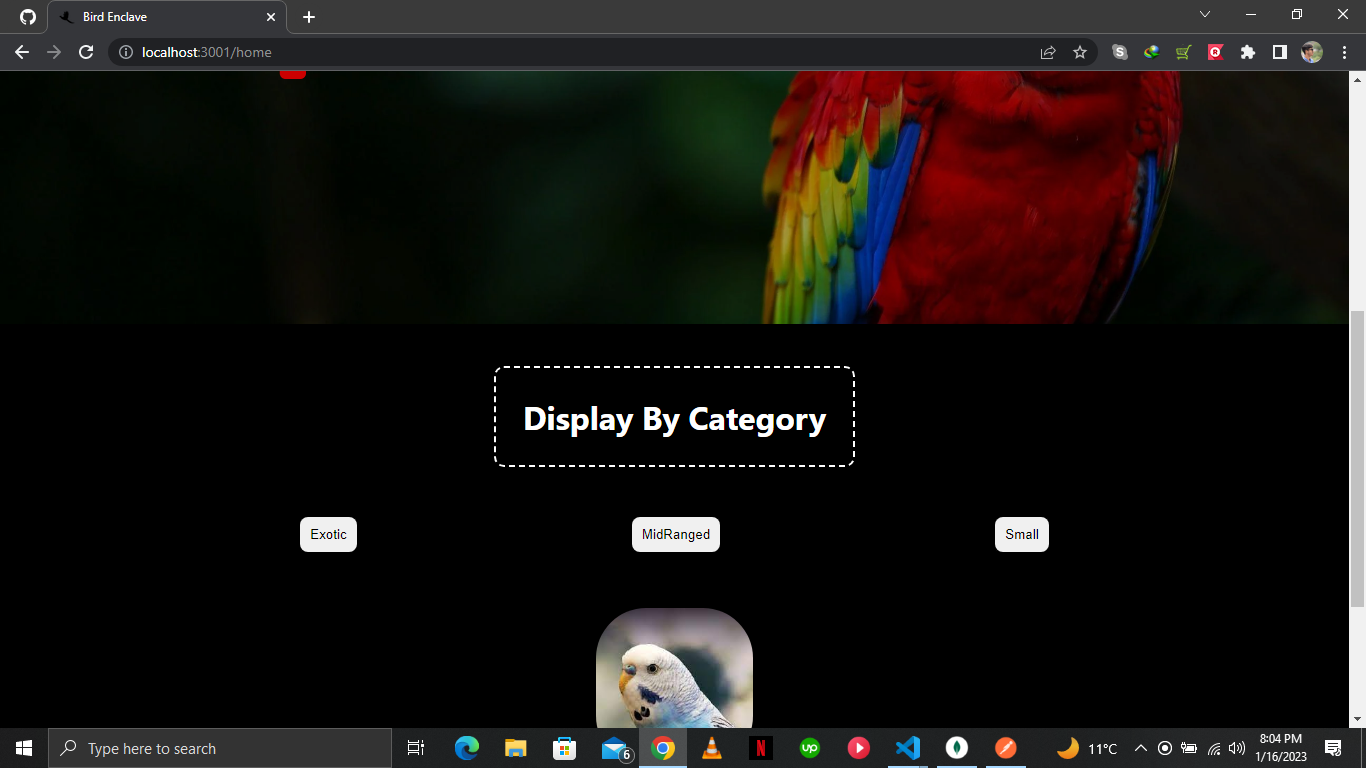 Bird Enclave
localhost:3001/home
Display By Category
Exotic
MidRanged
Small
Type here to search
6
11°C
8:04 PM
1/16/2023